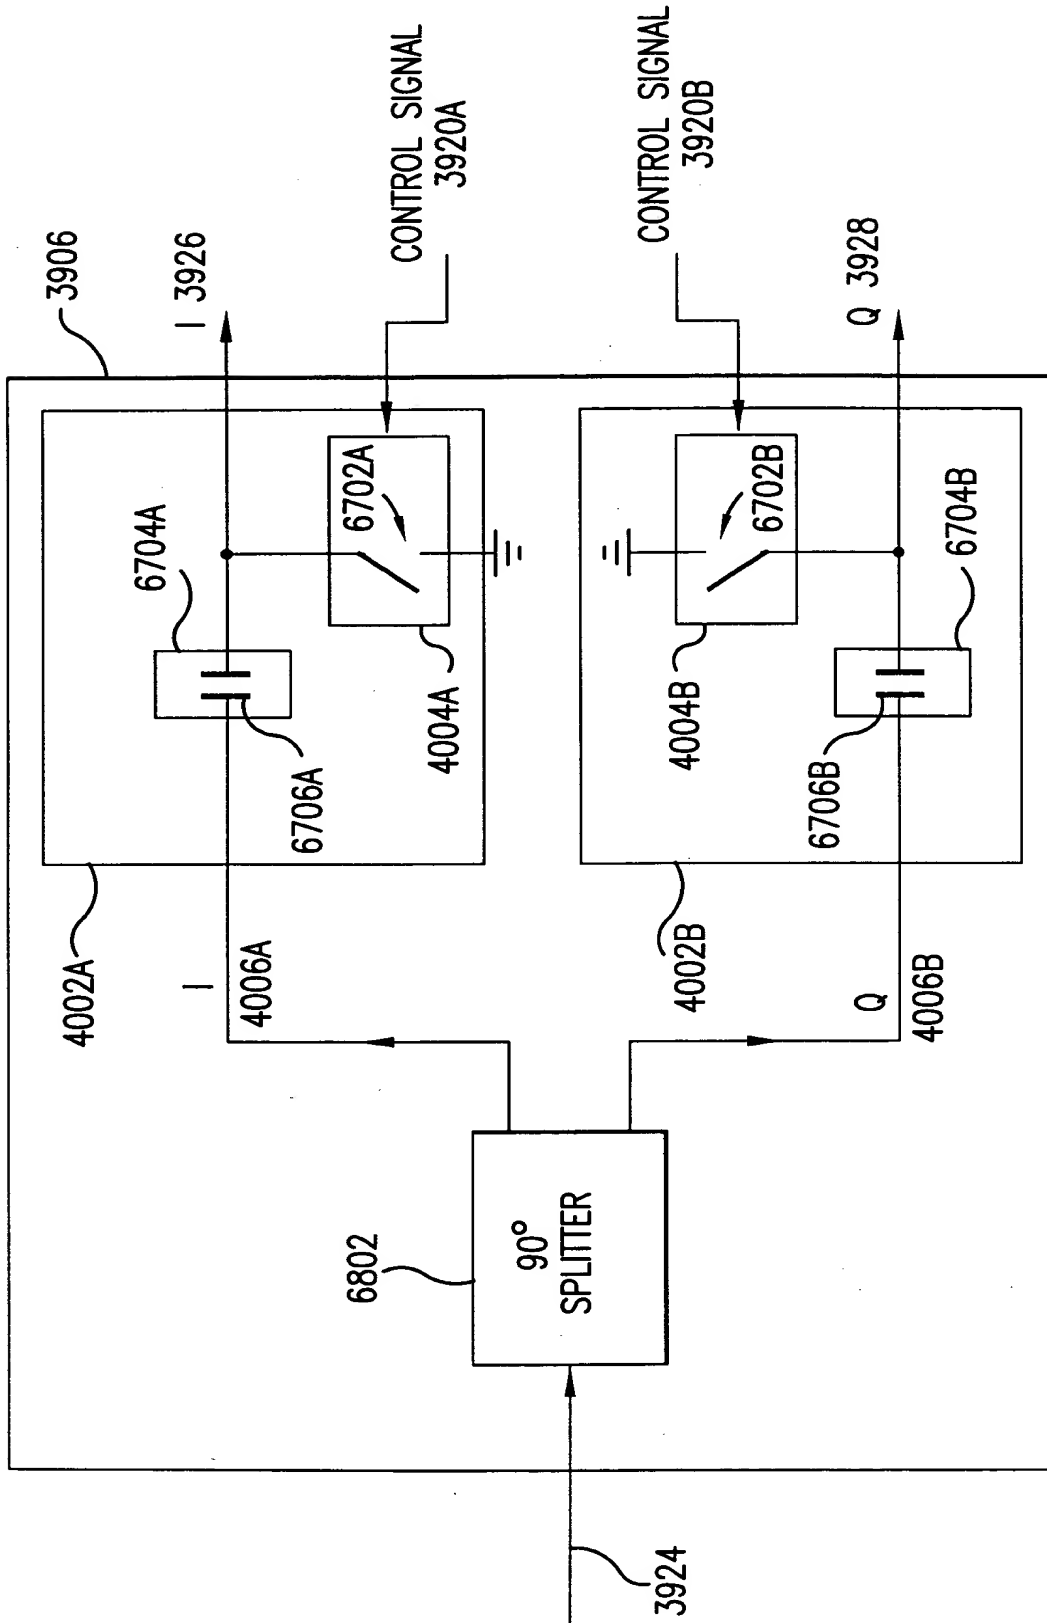 3906
I 3926
CONTROL SIGNAL
3920A
CONTROL SIGNAL
3920B
Q 3928
4002A
6704A
6706A
6702A
4004A
I
4006A
6802
90°
SPLITTER
3924
4002B
4004B
6702B
6706B
6704B
Q
4006B